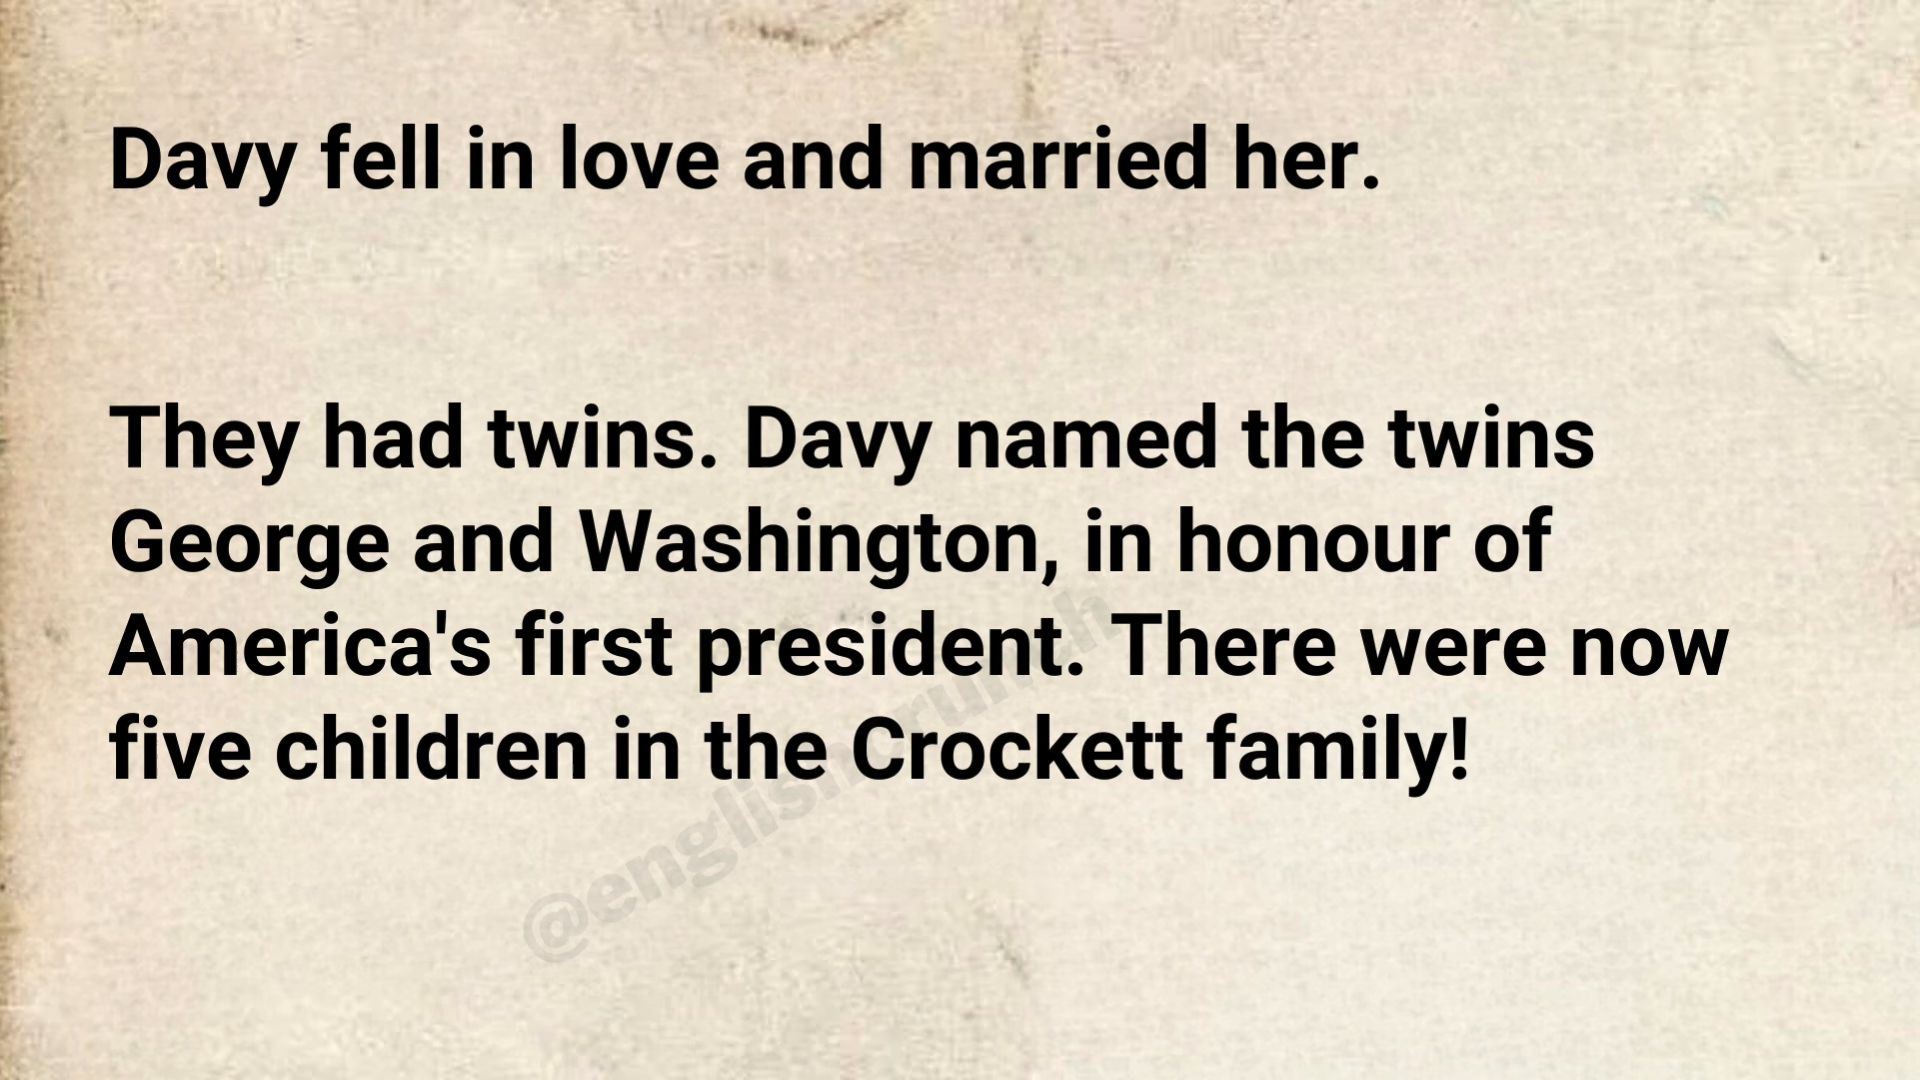 Davy fell in love and married her.
They had twins. Davy named the twins
George and Washington, in honour of
America's first president. There were now
five children in the Crockett family!
@englishcrunch